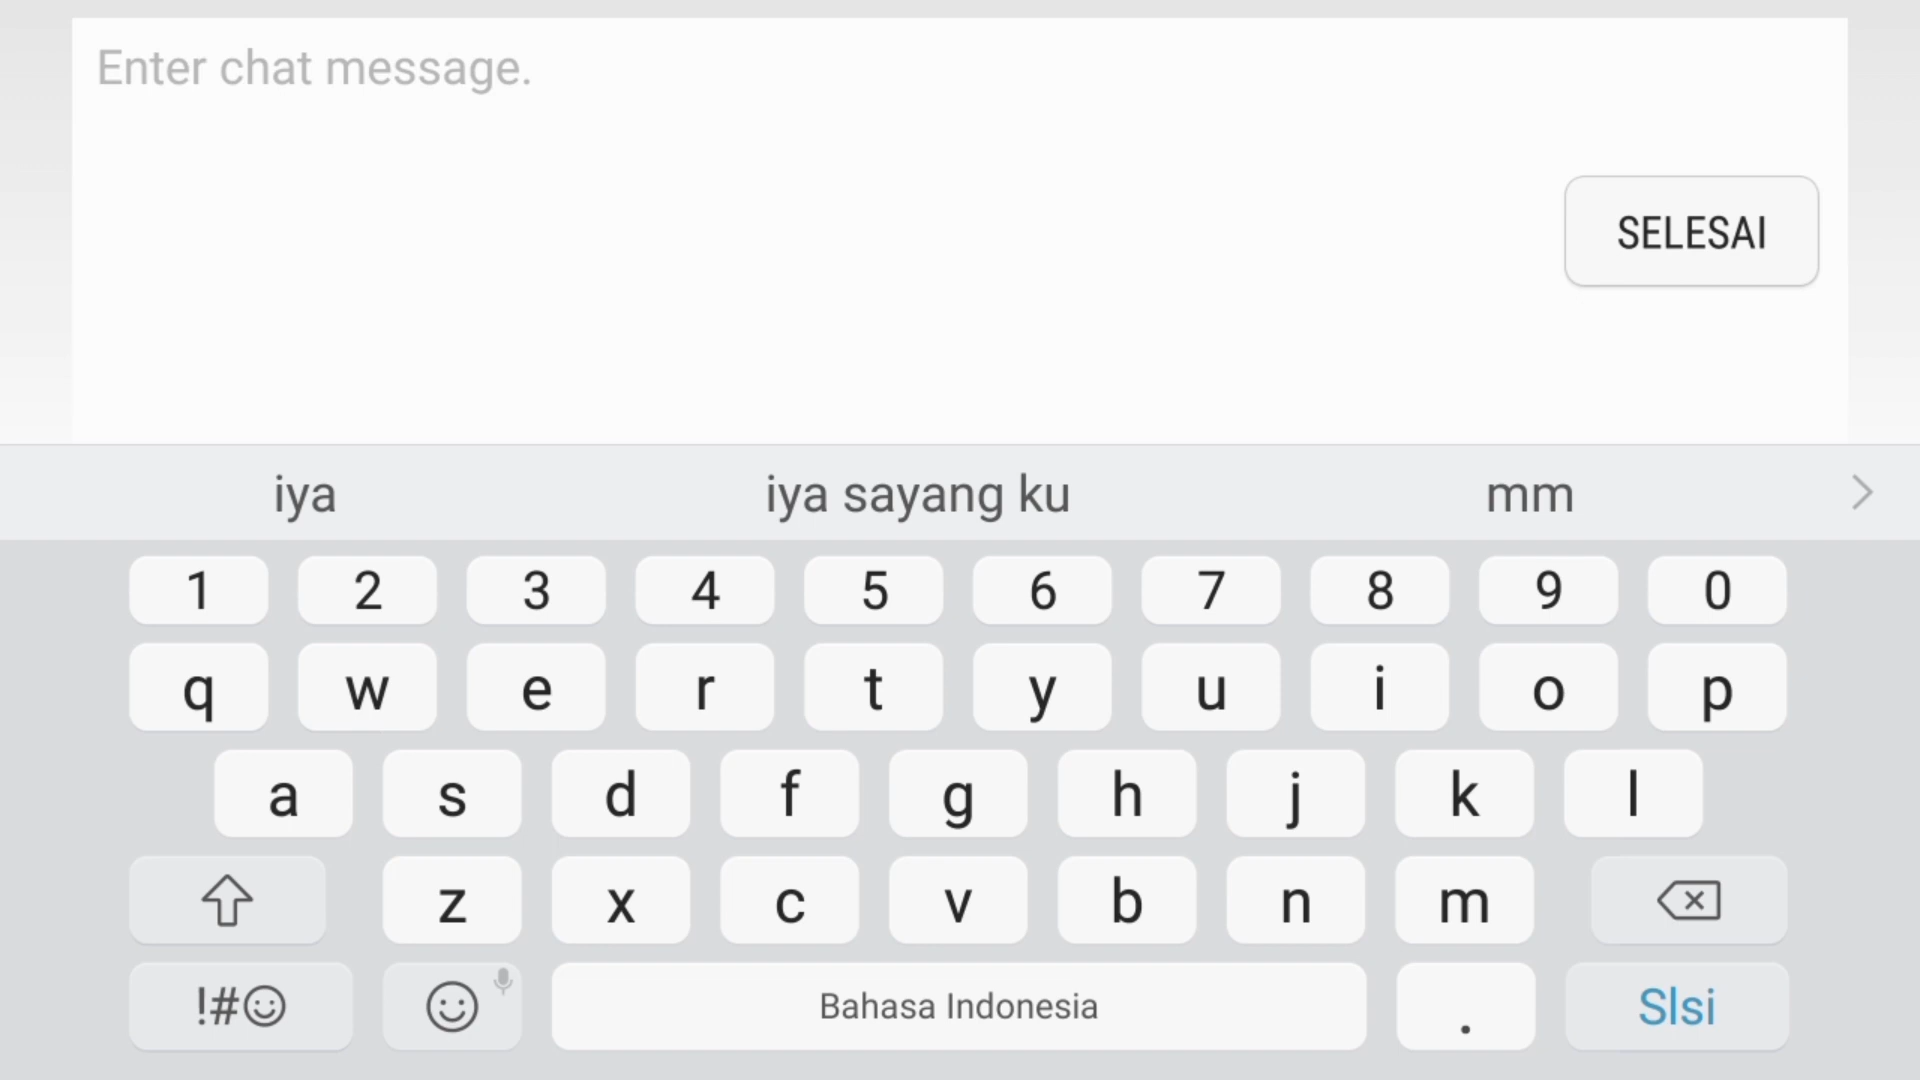 Enter chat message.
SELESAI
iya iya sayang ku mm
1 2 3 4 5 6 7 8 9 0
q w e r t y u i o p
a s d f g h j k l
z x c v b n m
!#☺ Bahasa Indonesia . Slsi